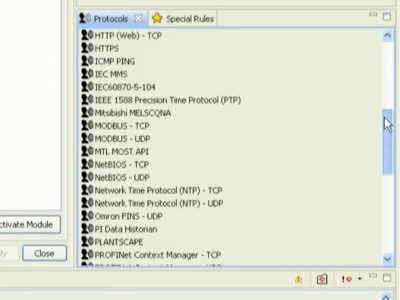 Protocols
Special Rules
HTTP (Web) - TCP
HTTPS
ICMP PING
IEC MMS
IEC60870-5-104
IEEE 1588 Precision Time Protocol (PTP)
Mitsibishi MELSCQNA
MODBUS - TCP
MODBUS - UDP
MTL MOST API
NetBIOS - TCP
NetBIOS - UDP
Network Time Protocol (NTP) - TCP
Network Time Protocol (NTP) - UDP
Omron FINS - UDP
PI Data Historian
PLANTSCAPE
PROFINet Context Manager - TCP
ctivate Module
ly
Close